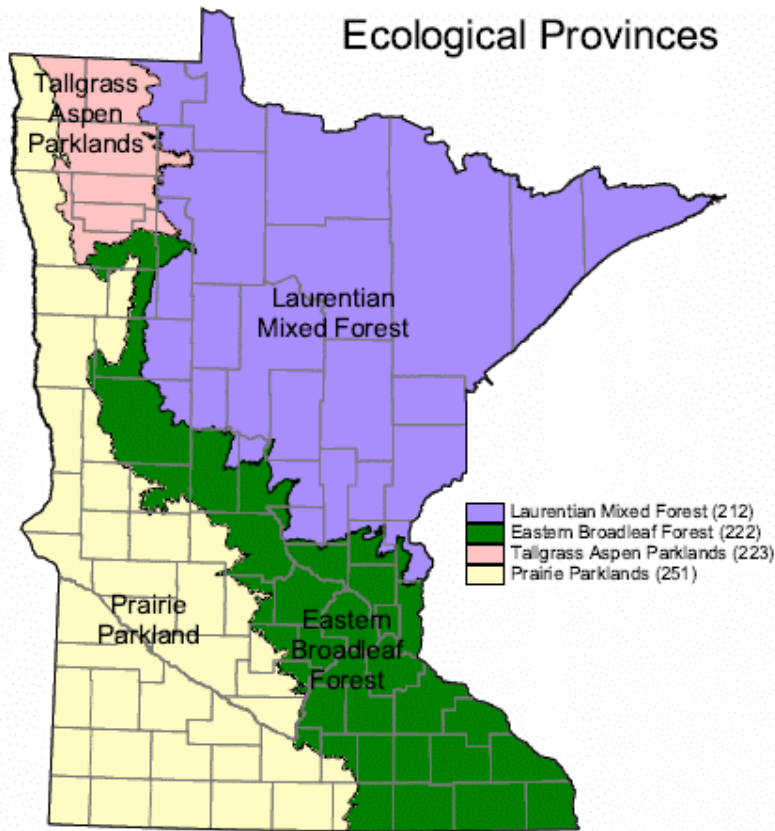 Ecological Provinces
Tallgrass
Aspen
Parklands
Laurentian
Mixed Forest
Laurentian Mixed Forest (212)
Eastern Broadleaf Forest (222)
Tallgrass Aspen Parklands (223)
Prairie Parklands (251)
Prairie
Parkland
Eastern
Broadleaf
Forest